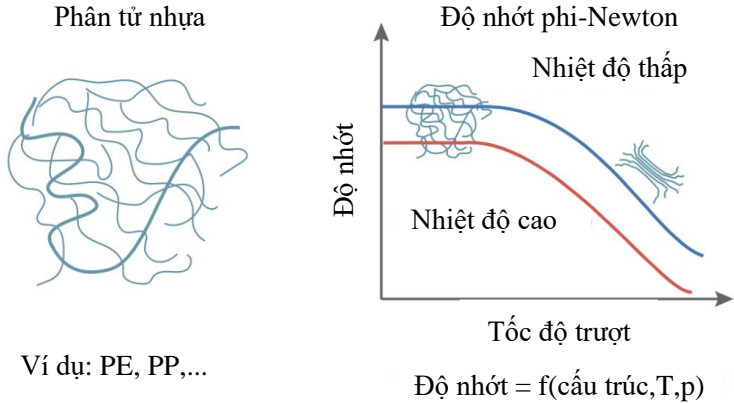 Phân tử nhựa
Độ nhớt phi-Newton
Nhiệt độ thấp
Độ nhớt
Nhiệt độ cao
Tốc độ trượt
Ví dụ: PE, PP,...
Độ nhớt = f(cấu trúc,T,p)